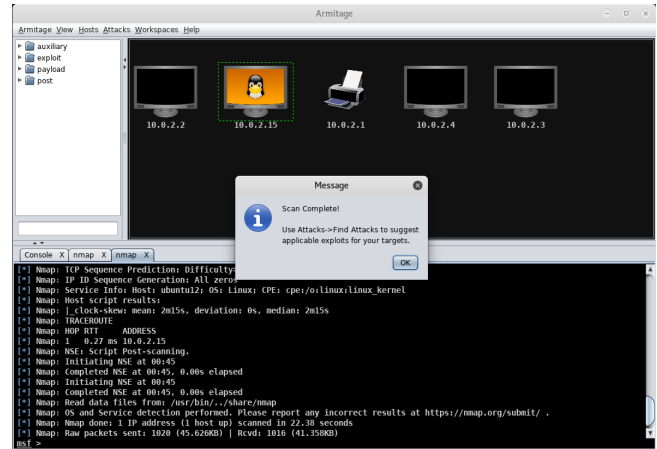 Armitage
Armitage View Hosts Attacks Workspaces Help
auxiliary
exploit
payload
post
10.0.2.2
10.0.2.15
10.0.2.1
10.0.2.4
10.0.2.3
Message
Scan Complete!
Use Attacks->Find Attacks to suggest
applicable exploits for your targets.
OK
Console X nmap X nmap X
[*] Nmap: TCP Sequence Prediction: Difficulty=
[*] Nmap: IP ID Sequence Generation: All zeros
[*] Nmap: Service Info: Host: ubuntu12; OS: Linux; CPE: cpe:/o:linux:linux_kernel
[*] Nmap: Host script results:
[*] Nmap: |_clock-skew: mean: 2m15s, deviation: 0s, median: 2m15s
[*] Nmap: TRACEROUTE
[*] Nmap: HOP RTT ADDRESS
[*] Nmap: 1 0.27 ms 10.0.2.15
[*] Nmap: NSE: Script Post-scanning.
[*] Nmap: Initiating NSE at 00:45
[*] Nmap: Completed NSE at 00:45, 0.00s elapsed
[*] Nmap: Initiating NSE at 00:45
[*] Nmap: Completed NSE at 00:45, 0.00s elapsed
[*] Nmap: Read data files from: /usr/bin/../share/nmap
[*] Nmap: OS and Service detection performed. Please report any incorrect results at https://nmap.org/submit/ .
[*] Nmap: Nmap done: 1 IP address (1 host up) scanned in 22.38 seconds
[*] Nmap: Raw packets sent: 1020 (45.626KB) | Rcvd: 1016 (41.358KB)
msf >